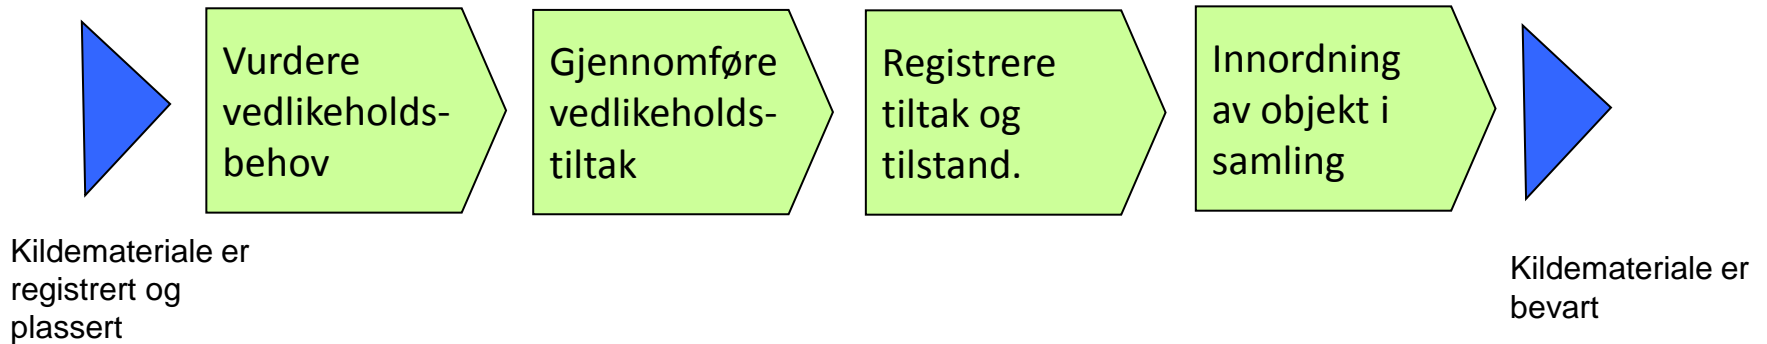 Vurdere
vedlikeholds-
behov
Gjennomføre
vedlikeholds-
tiltak
Registrere
tiltak og
tilstand.
Innordning
av objekt i
samling
Kildemateriale er
registrert og
plassert
Kildemateriale er
bevart